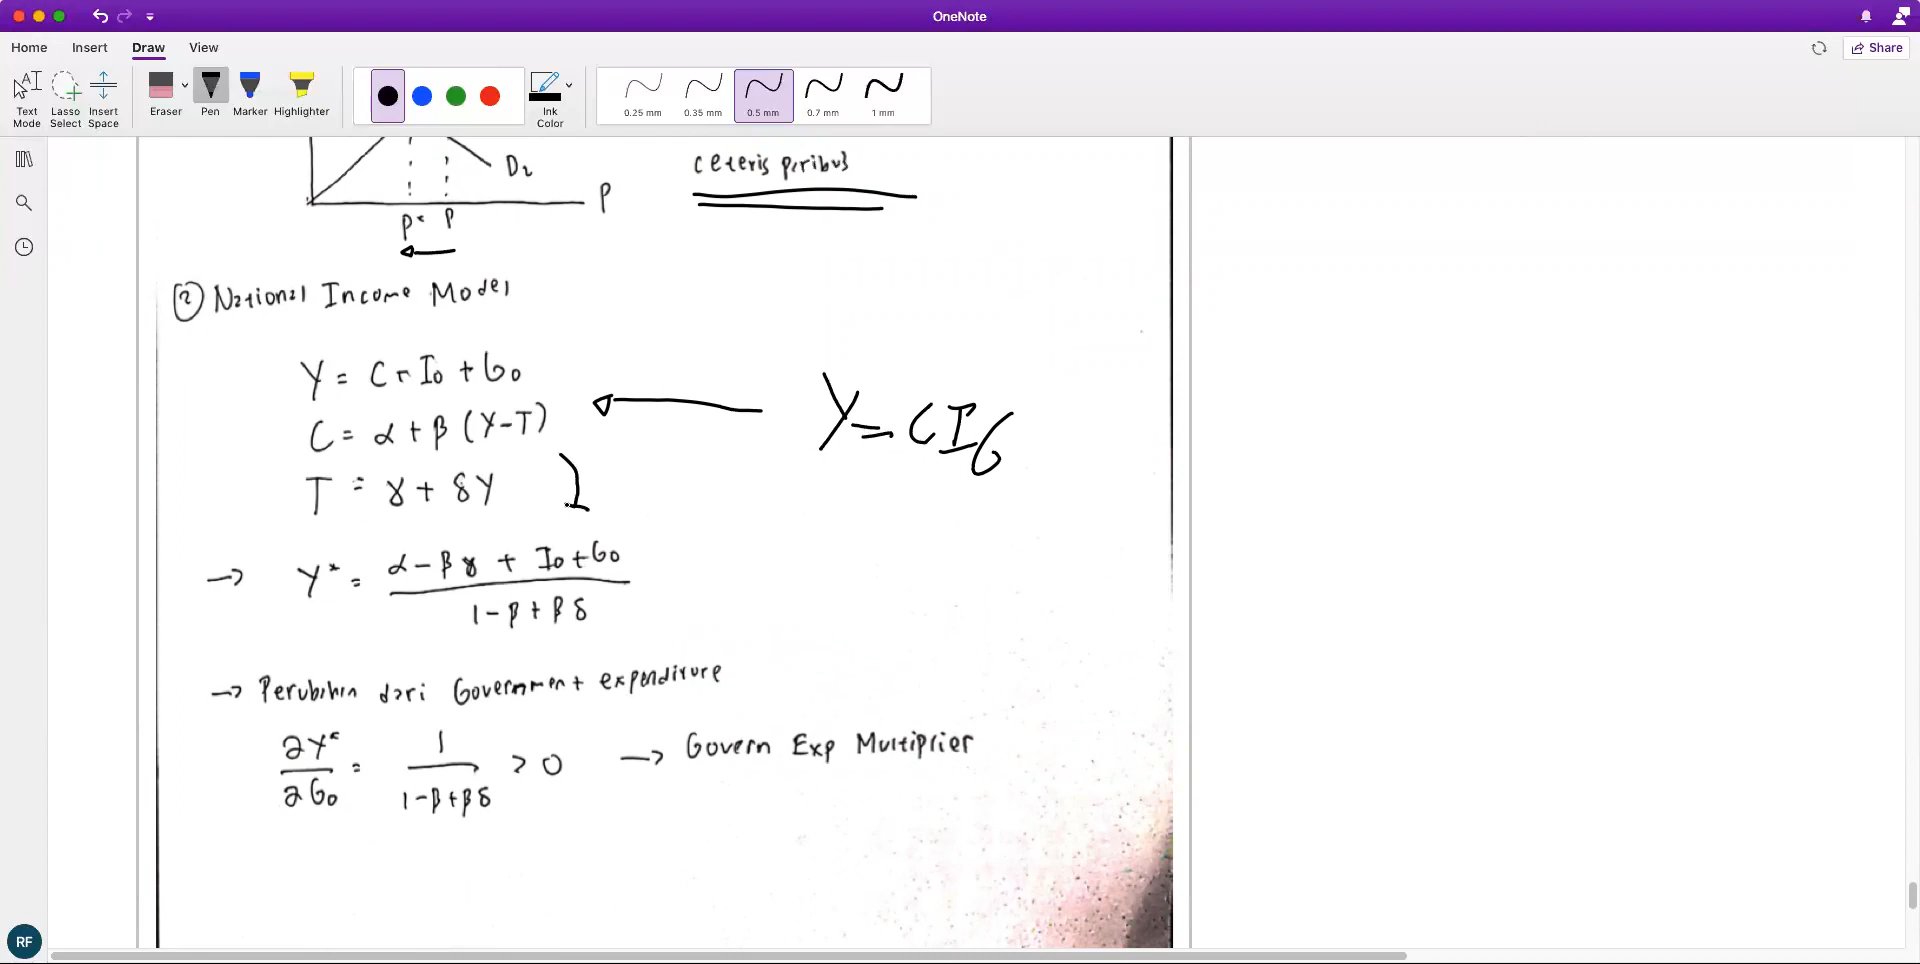 OneNote
Home Insert Draw View
Share
Text Mode
Lasso Select
Insert Space
Eraser
Pen
Marker
Highlighter
Ink Color
0.25 mm
0.35 mm
0.5 mm
0.7 mm
1 mm
D₂
P
P* P
Ceteris peribus
② National Income Model
Y = C + I₀ + G₀
C = α + β (Y-T)
T = γ + δY
Y = CIG
→ Y* = (α - βγ + I₀ + G₀) / (1 - β + βδ)
→ Perubahan dari Government expenditure
∂Y*/∂G₀ = 1 / (1-β+βδ) > 0 → Govern Exp Multiplier
RF